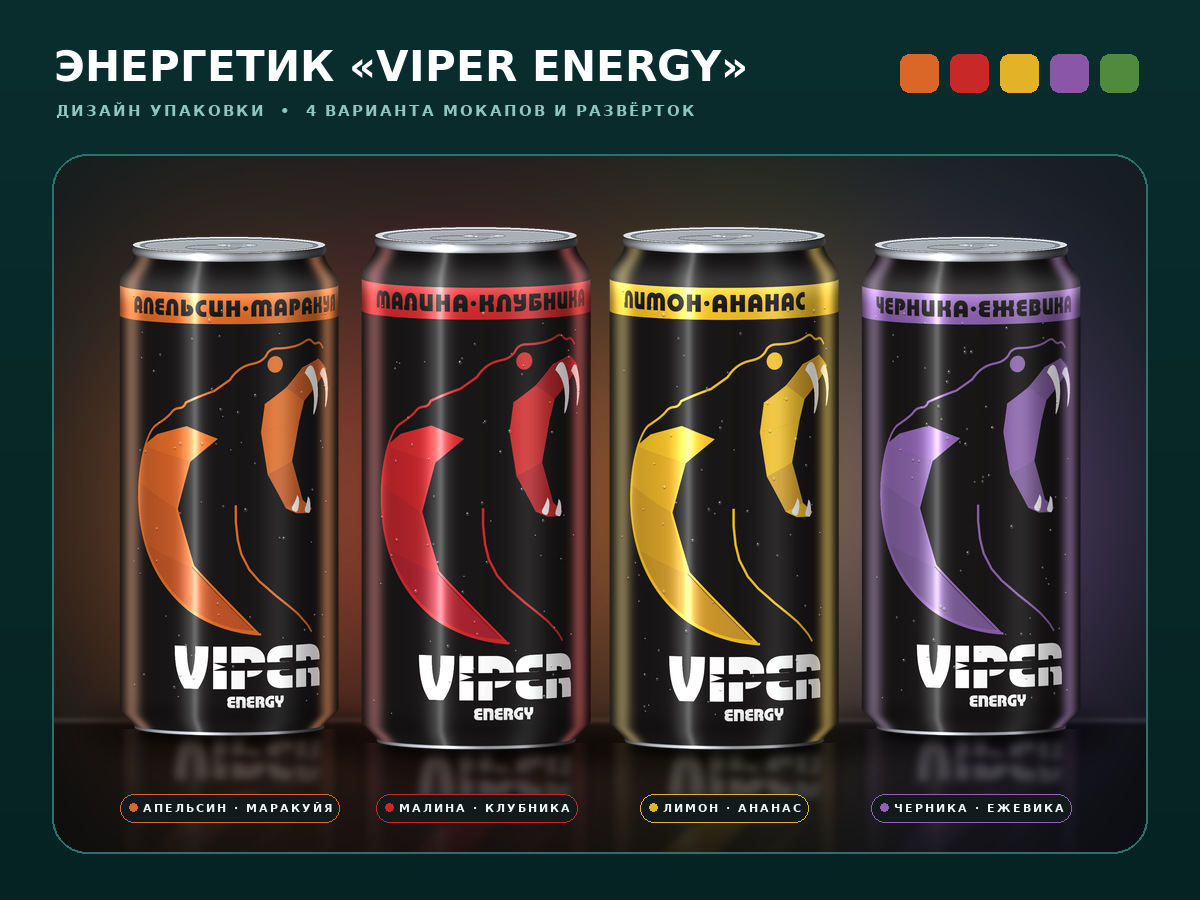 ЭНЕРГЕТИК «VIPER ENERGY»
ДИЗАЙН УПАКОВКИ • 4 ВАРИАНТА МОКАПОВ И РАЗВЁРТОК
АПЕЛЬСИН·МАРАКУЯ
МАЛИНА·КЛУБНИКА
ЛИМОН·АНАНАС
ЧЕРНИКА·ЕЖЕВИКА
VIPER
ENERGY
VIPER
ENERGY
VIPER
ENERGY
VIPER
ENERGY
АПЕЛЬСИН · МАРАКУЙЯ
МАЛИНА · КЛУБНИКА
ЛИМОН · АНАНАС
ЧЕРНИКА · ЕЖЕВИКА